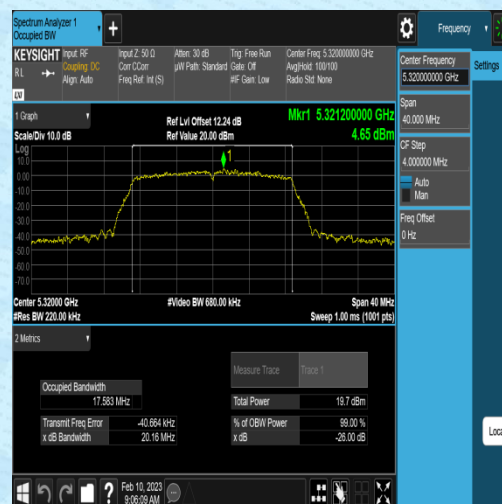 Spectrum Analyzer 1
Occupied BW
Frequency
KEYSIGHT Input: RF Input Z: 50 Ω Atten: 30 dB Trig: Free Run Center Freq: 5.320000000 GHz
RL Coupling: DC Corr CCorr µW Path: Standard Gate: Off Avg|Hold: 100/100
Align: Auto Freq Ref: Int (S) #IF Gain: Low Radio Std: None
Center Frequency
5.320000000 GHz
Settings
Span
40.000 MHz
CF Step
4.000000 MHz
Auto
Man
Freq Offset
0 Hz
1 Graph
Scale/Div 10.0 dB
Ref Lvl Offset 12.24 dB
Ref Value 20.00 dBm
Mkr1 5.321200000 GHz
4.65 dBm
Log
10.0
0.00
-10.0
-20.0
-30.0
-40.0
-50.0
-60.0
-70.0
1
Center 5.32000 GHz #Video BW 680.00 kHz Span 40 MHz
#Res BW 220.00 kHz Sweep 1.00 ms (1001 pts)
2 Metrics
Measure Trace Trace 1
Occupied Bandwidth
17.583 MHz
Total Power 19.7 dBm
Transmit Freq Error -40.664 kHz % of OBW Power 99.00 %
x dB Bandwidth 20.16 MHz x dB -26.00 dB
Feb 10, 2023
9:06:09 AM